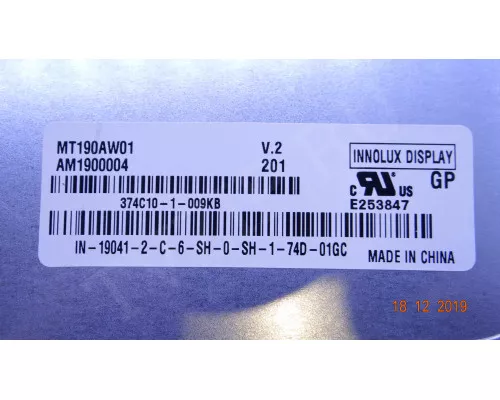 MT190AW01 V.2 INNOLUX DISPLAY
AM1900004 201
c UR US GP
E253847
374C10-1-009KB
IN-19041-2-C-6-SH-0-SH-1-74D-01GC
MADE IN CHINA
18 12 2019